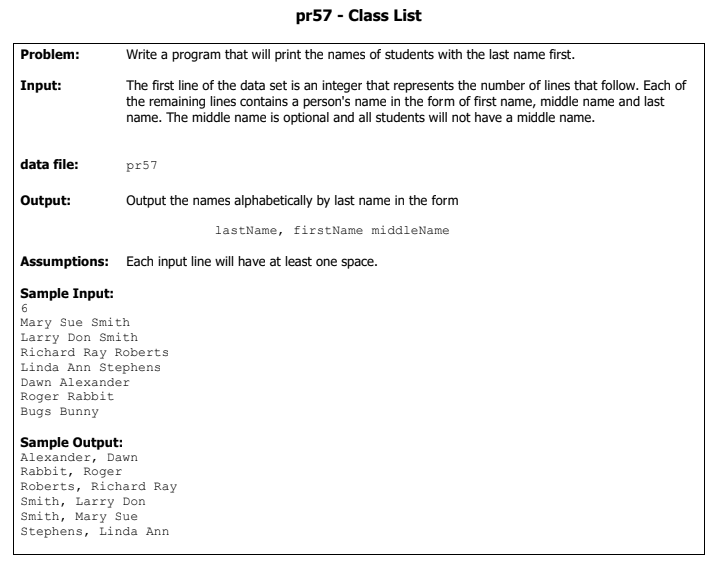 pr57 - Class List
Problem: Write a program that will print the names of students with the last name first.
Input: The first line of the data set is an integer that represents the number of lines that follow. Each of
the remaining lines contains a person's name in the form of first name, middle name and last
name. The middle name is optional and all students will not have a middle name.
data file: pr57
Output: Output the names alphabetically by last name in the form
lastName, firstName middleName
Assumptions: Each input line will have at least one space.
Sample Input:
6
Mary Sue Smith
Larry Don Smith
Richard Ray Roberts
Linda Ann Stephens
Dawn Alexander
Roger Rabbit
Bugs Bunny
Sample Output:
Alexander, Dawn
Rabbit, Roger
Roberts, Richard Ray
Smith, Larry Don
Smith, Mary Sue
Stephens, Linda Ann